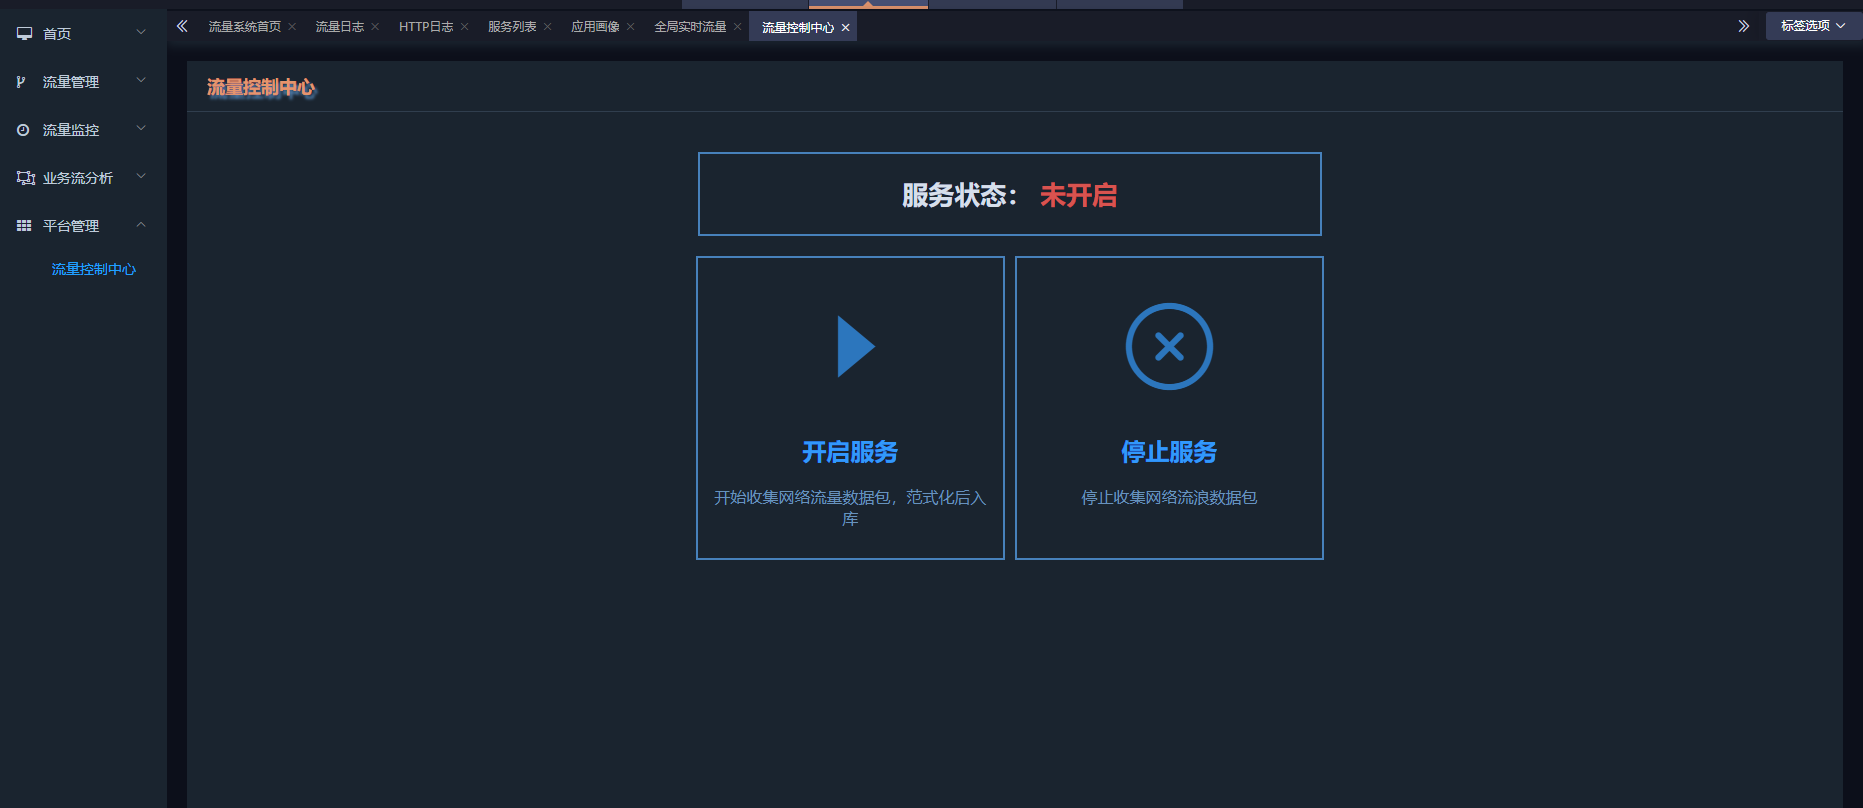 首页
流量管理
流量监控
业务流分析
平台管理
流量控制中心
流量系统首页 流量日志 HTTP日志 服务列表 应用画像 全局实时流量 流量控制中心 标签选项
流量控制中心
服务状态： 未开启
开启服务
开始收集网络流量数据包，范式化后入
库
停止服务
停止收集网络流浪数据包